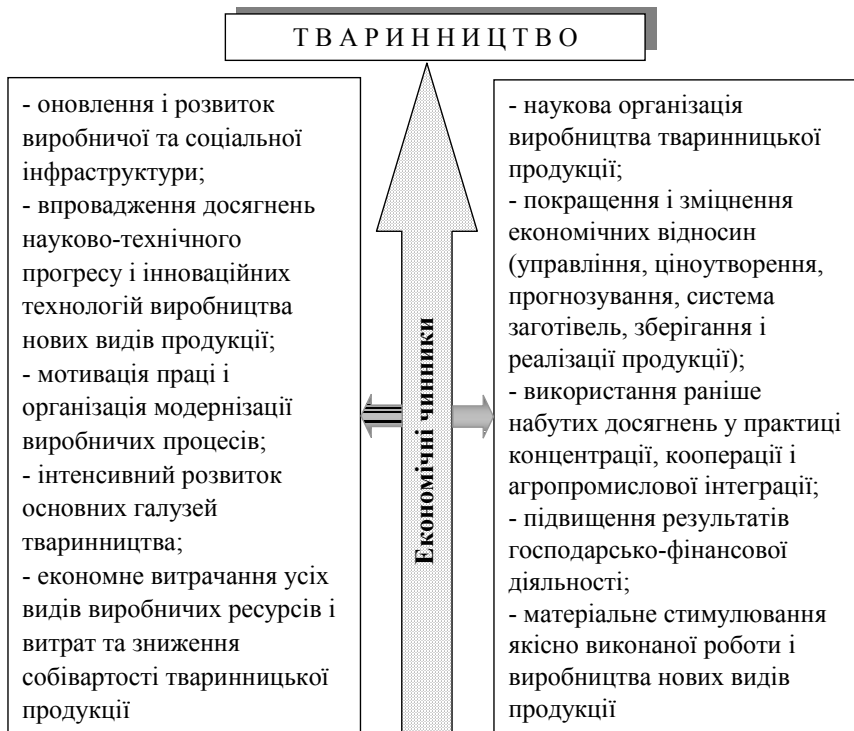 Т В А Р И Н Н И Ц Т В О
- оновлення і розвиток
виробничої та соціальної
інфраструктури;
- впровадження досягнень
науково-технічного
прогресу і інноваційних
технологій виробництва
нових видів продукції;
- мотивація праці і
організація модернізації
виробничих процесів;
- інтенсивний розвиток
основних галузей
тваринництва;
- економне витрачання усіх
видів виробничих ресурсів і
витрат та зниження
собівартості тваринницької
продукції
Економічні чинники
- наукова організація
виробництва тваринницької
продукції;
- покращення і зміцнення
економічних відносин
(управління, ціноутворення,
прогнозування, система
заготівель, зберігання і
реалізації продукції);
- використання раніше
набутих досягнень у практиці
концентрації, кооперації і
агропромислової інтеграції;
- підвищення результатів
господарсько-фінансової
діяльності;
- матеріальне стимулювання
якісно виконаної роботи і
виробництва нових видів
продукції